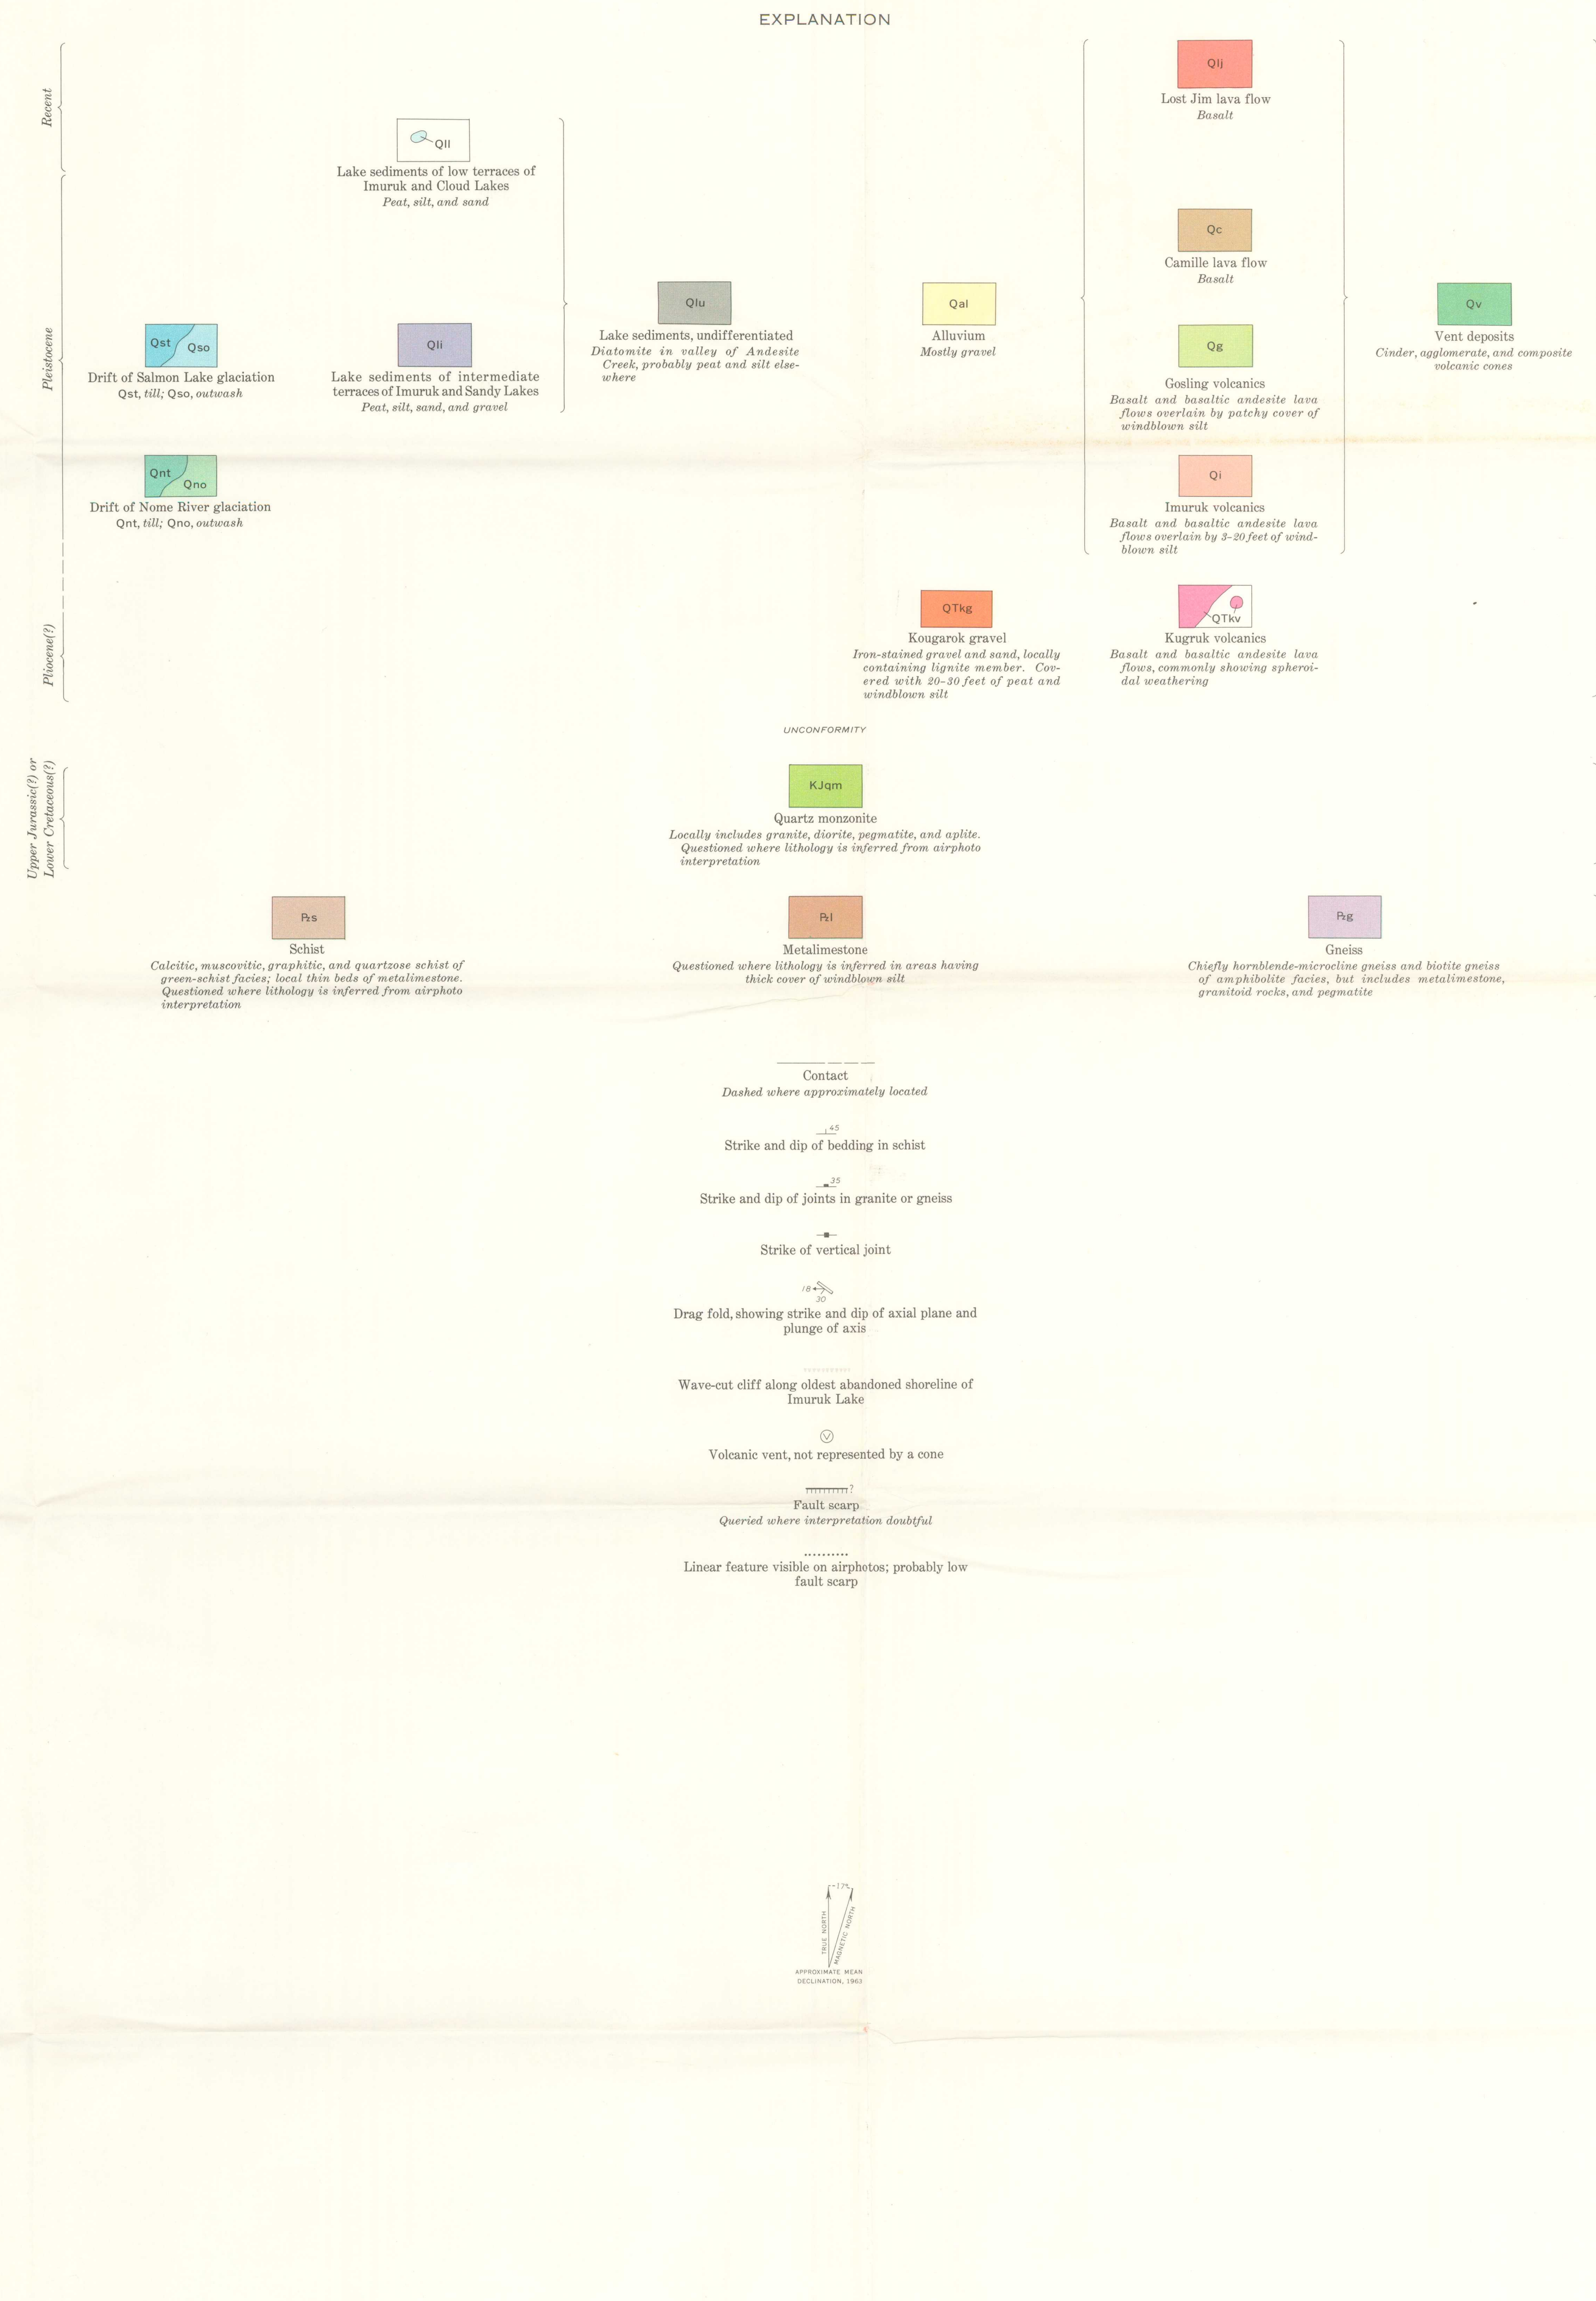 EXPLANATION
Recent
Pleistocene
Pliocene(?)
Upper Jurassic(?) or
Lower Cretaceous(?)
Qlj
Lost Jim lava flow
Basalt
Qll
Lake sediments of low terraces of
Imuruk and Cloud Lakes
Peat, silt, and sand
Qc
Camille lava flow
Basalt
Qlu
Lake sediments, undifferentiated
Diatomite in valley of Andesite
Creek, probably peat and silt else-
where
Qal
Alluvium
Mostly gravel
Qv
Vent deposits
Cinder, agglomerate, and composite
volcanic cones
Qst
Qso
Drift of Salmon Lake glaciation
Qst, till; Qso, outwash
Qli
Lake sediments of intermediate
terraces of Imuruk and Sandy Lakes
Peat, silt, sand, and gravel
Qg
Gosling volcanics
Basalt and basaltic andesite lava
flows overlain by patchy cover of
windblown silt
Qnt
Qno
Drift of Nome River glaciation
Qnt, till; Qno, outwash
Qi
Imuruk volcanics
Basalt and basaltic andesite lava
flows overlain by 3-20 feet of wind-
blown silt
QTkg
Kougarok gravel
Iron-stained gravel and sand, locally
containing lignite member. Cov-
ered with 20-30 feet of peat and
windblown silt
QTkv
Kugruk volcanics
Basalt and basaltic andesite lava
flows, commonly showing spheroi-
dal weathering
UNCONFORMITY
KJqm
Quartz monzonite
Locally includes granite, diorite, pegmatite, and aplite.
Questioned where lithology is inferred from airphoto
interpretation
Pzs
Schist
Calcitic, muscovitic, graphitic, and quartzose schist of
green-schist facies; local thin beds of metalimestone.
Questioned where lithology is inferred from airphoto
interpretation
Pzl
Metalimestone
Questioned where lithology is inferred in areas having
thick cover of windblown silt
Pzg
Gneiss
Chiefly hornblende-microcline gneiss and biotite gneiss
of amphibolite facies, but includes metalimestone,
granitoid rocks, and pegmatite
Contact
Dashed where approximately located
45
Strike and dip of bedding in schist
35
Strike and dip of joints in granite or gneiss
Strike of vertical joint
18
30
Drag fold, showing strike and dip of axial plane and
plunge of axis
Wave-cut cliff along oldest abandoned shoreline of
Imuruk Lake
V
Volcanic vent, not represented by a cone
?
Fault scarp
Queried where interpretation doubtful
Linear feature visible on airphotos; probably low
fault scarp
17°
TRUE NORTH
MAGNETIC NORTH
APPROXIMATE MEAN
DECLINATION, 1963